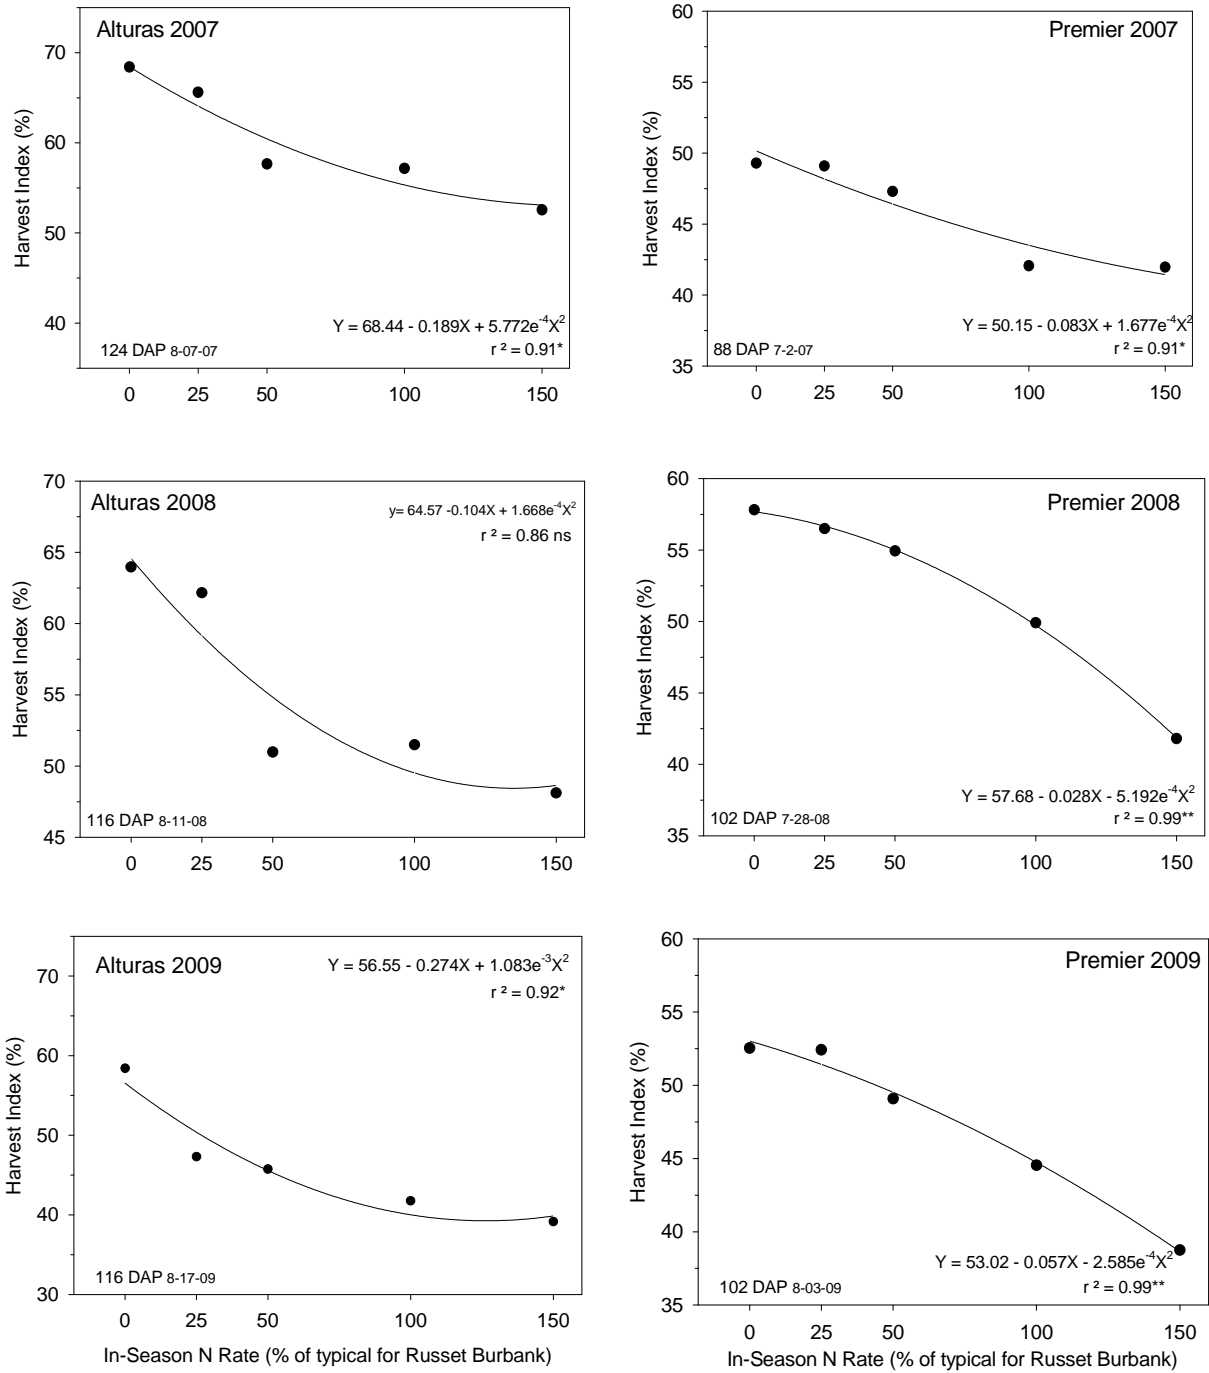 Alturas 2007
70
60
50
40
Harvest Index (%)
Y = 68.44 - 0.189X + 5.772e⁻⁴X²
r ² = 0.91*
124 DAP 8-07-07
0 25 50 100 150
Premier 2007
60
55
50
45
40
35
Harvest Index (%)
Y = 50.15 - 0.083X + 1.677e⁻⁴X²
r ² = 0.91*
88 DAP 7-2-07
0 25 50 100 150
Alturas 2008
70
65
60
55
50
45
Harvest Index (%)
y= 64.57 -0.104X + 1.668e⁻⁴X²
r ² = 0.86 ns
116 DAP 8-11-08
0 25 50 100 150
Premier 2008
60
55
50
45
40
35
Harvest Index (%)
Y = 57.68 - 0.028X - 5.192e⁻⁴X²
r ² = 0.99**
102 DAP 7-28-08
0 25 50 100 150
Alturas 2009
70
60
50
40
30
Harvest Index (%)
Y = 56.55 - 0.274X + 1.083e⁻³X²
r ² = 0.92*
116 DAP 8-17-09
0 25 50 100 150
In-Season N Rate (% of typical for Russet Burbank)
Premier 2009
60
55
50
45
40
35
Harvest Index (%)
Y = 53.02 - 0.057X - 2.585e⁻⁴X²
r ² = 0.99**
102 DAP 8-03-09
0 25 50 100 150
In-Season N Rate (% of typical for Russet Burbank)